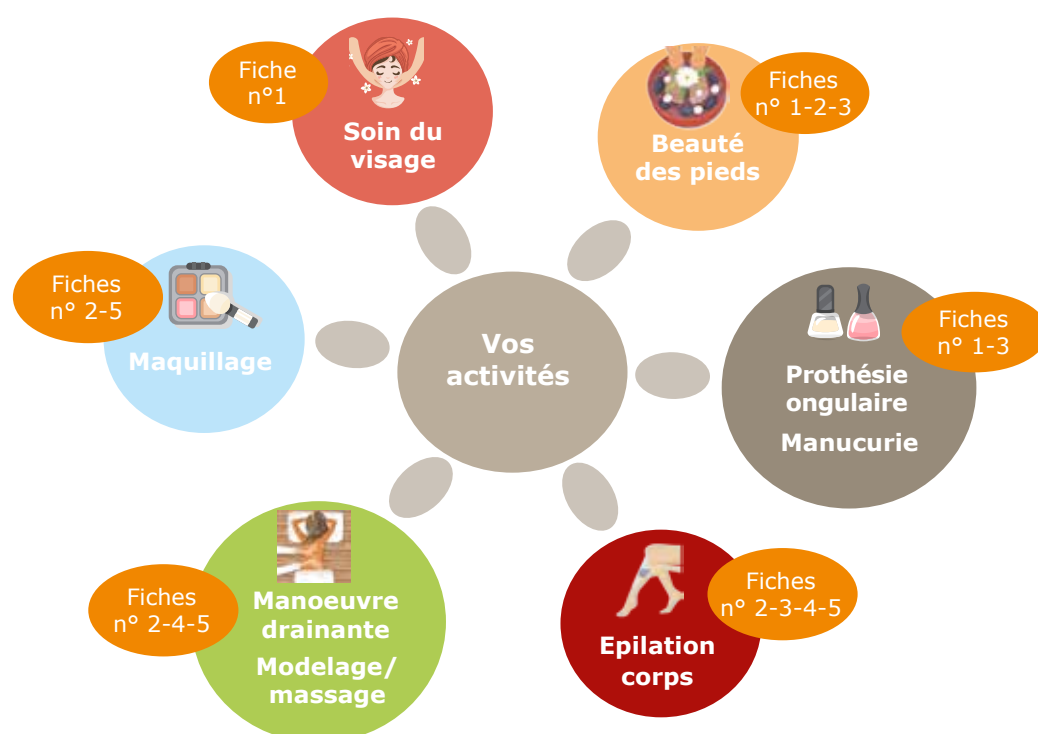 Fiche
n°1
Soin du
visage
Fiches
n° 1-2-3
Beauté
des pieds
Fiches
n° 2-5
Maquillage
Vos
activités
Fiches
n° 1-3
Prothésie
ongulaire
Manucurie
Fiches
n° 2-4-5
Manoeuvre
drainante
Modelage/
massage
Fiches
n° 2-3-4-5
Epilation
corps